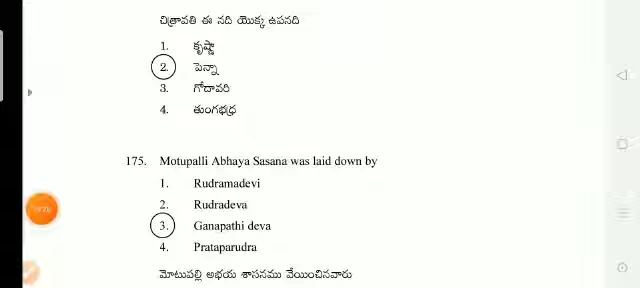 చిత్రావతి ఈ నది యొక్క ఉపనది
1. కృష్ణా
2. పెన్నా
3. గోదావరి
4. తుంగభద్ర
175. Motupalli Abhaya Sasana was laid down by
1. Rudramadevi
2. Rudradeva
3. Ganapathi deva
4. Prataparudra
మోటుపల్లి అభయ శాసనము వేయించినవారు